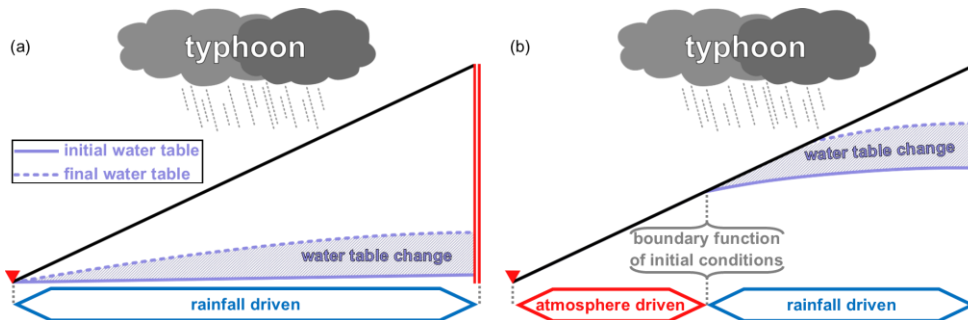 (a)
typhoon
initial water table
final water table
water table change
rainfall driven
(b)
typhoon
water table change
boundary function
of initial conditions
atmosphere driven
rainfall driven